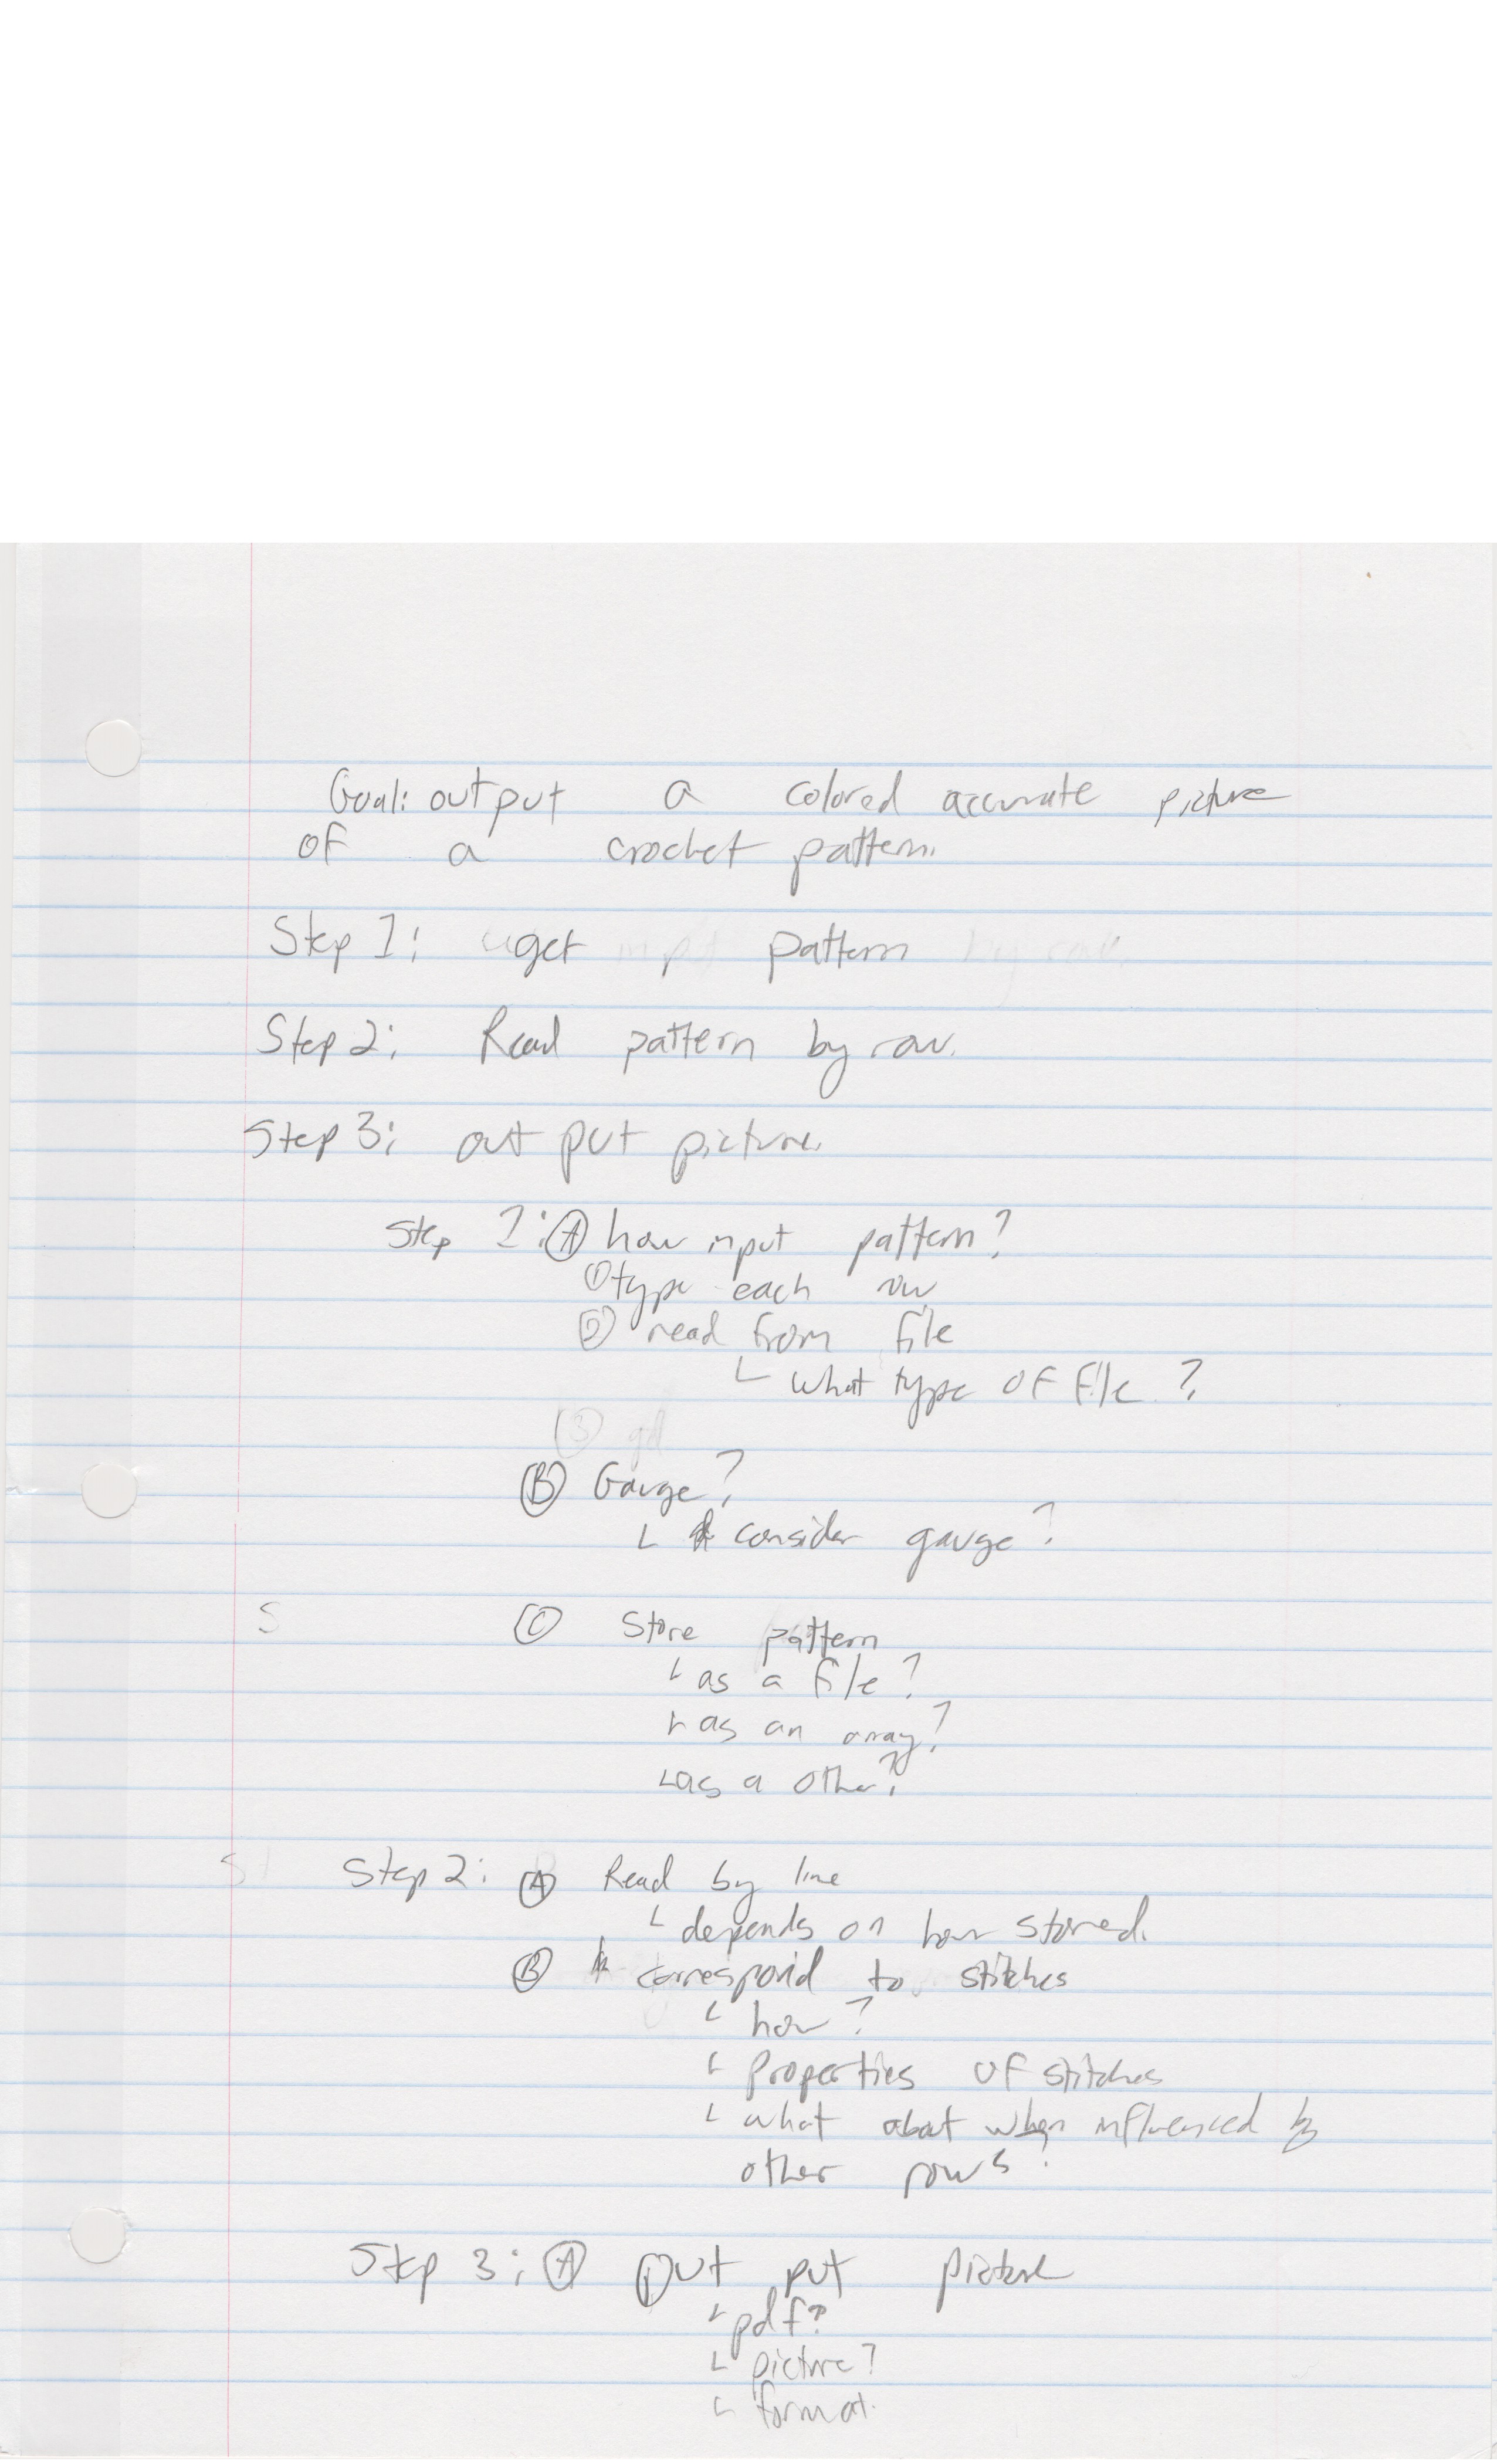 Goal: output a colored accurate picture
of a crochet pattern.
Step 1: get pattern
Step 2: Read pattern by row.
Step 3: output picture.
Step 1: A how input pattern?
1 type each row
2 read from file
└ what type of file?
3
B Gauge?
└ consider gauge?
S
C Store pattern
└ as a file?
└ as an array?
└ as a other?
St
Step 2: A Read by line
└ depends on how stored.
B correspond to stitches
└ how?
└ Properties of stitches
└ what about when influenced by
other rows?
Step 3: A Out put picture
└ pdf?
└ picture?
└ format.